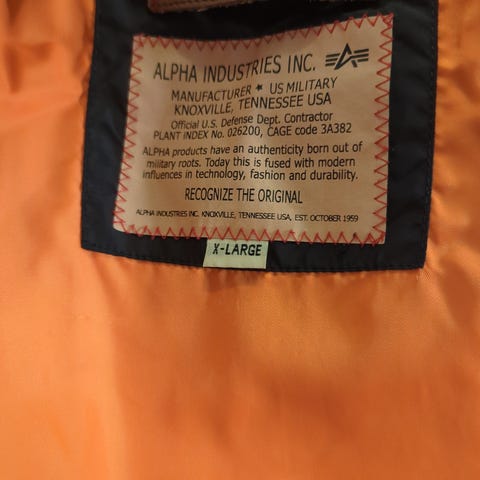 ALPHA INDUSTRIES INC.
MANUFACTURER ★ US MILITARY
KNOXVILLE, TENNESSEE USA
Official U.S. Defense Dept. Contractor
PLANT INDEX No. 026200, CAGE code 3A382
ALPHA products have an authenticity born out of
military roots. Today this is fused with modern
influences in technology, fashion and durability.
RECOGNIZE THE ORIGINAL
ALPHA INDUSTRIES INC. KNOXVILLE, TENNESSEE USA, EST. OCTOBER 1959
X-LARGE